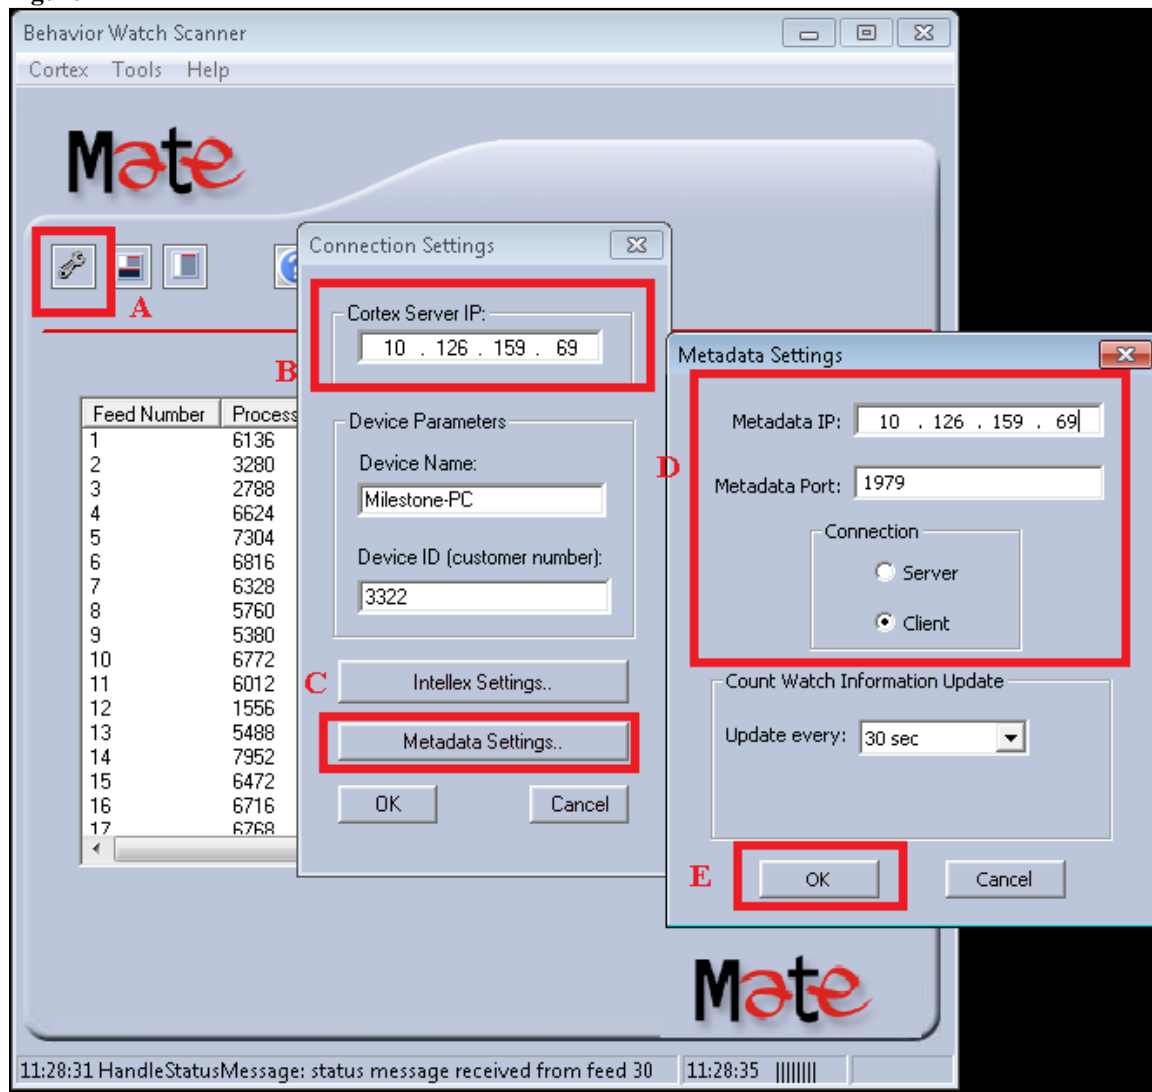 Behavior Watch Scanner
Cortex Tools Help
Mate
A
B
Feed Number Process
1 6136
2 3280
3 2788
4 6624
5 7304
6 6816
7 6328
8 5760
9 5380
10 6772
11 6012
12 1556
13 5488
14 7952
15 6472
16 6716
17 6768
Connection Settings
Cortex Server IP:
10 . 126 . 159 . 69
Device Parameters
Device Name:
Milestone-PC
Device ID (customer number):
3322
C
Intellex Settings..
Metadata Settings..
OK Cancel
Metadata Settings
D
Metadata IP: 10 . 126 . 159 . 69
Metadata Port: 1979
Connection
Server
Client
Count Watch Information Update
Update every: 30 sec
E
OK Cancel
Mate
11:28:31 HandleStatusMessage: status message received from feed 30 11:28:35 ||||||||